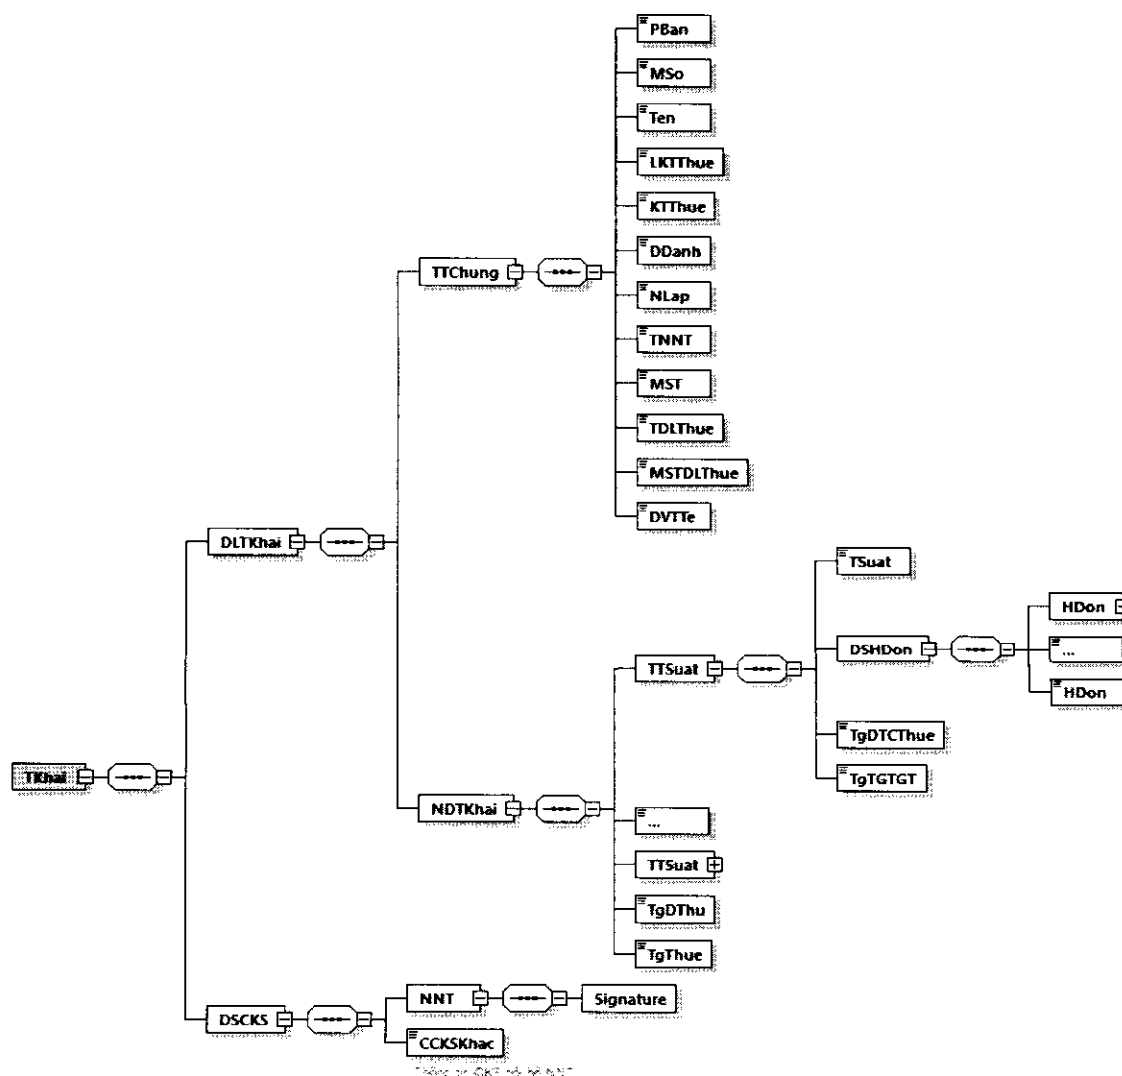 PBan
MSo
Ten
LKTThue
KTThue
DDanh
TTChung
NLap
TNNT
MST
TDLThue
MSTDLThue
DVTTe
DLTKhai
TSuat
HDon
DSHDon
...
TTSuat
HDon
TgDTCThue
TKhai
TgTGTGT
NDTKhai
...
TTSuat
TgDThu
TgThue
NNT
Signature
DSCKS
CCKSKhac